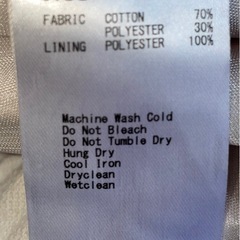 FABRIC COTTON 70%
POLYESTER 30%
LINING POLYESTER 100%
Machine Wash Cold
Do Not Bleach
Do Not Tumble Dry
Hung Dry
Cool Iron
Dryclean
Wetclean